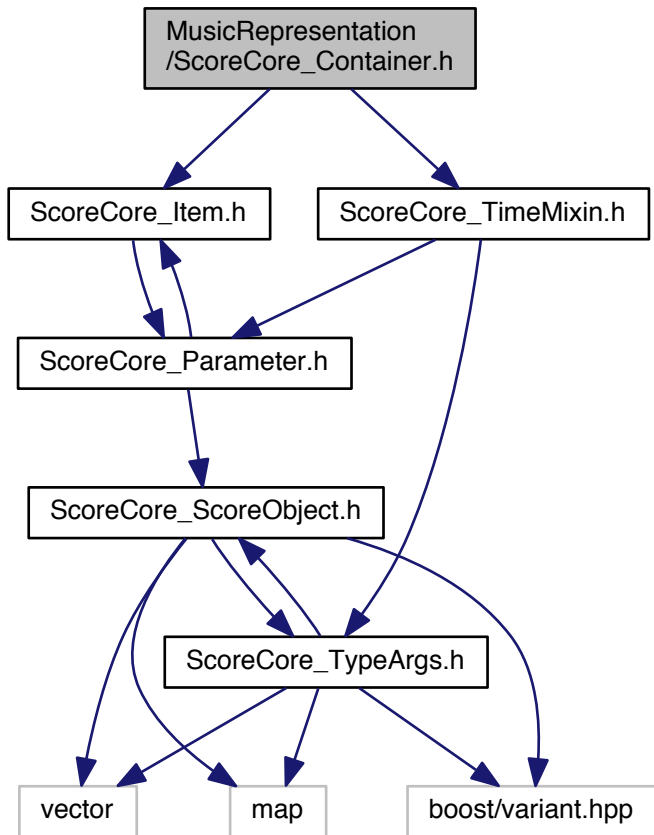 MusicRepresentation
/ScoreCore_Container.h
ScoreCore_Item.h
ScoreCore_TimeMixin.h
ScoreCore_Parameter.h
ScoreCore_ScoreObject.h
ScoreCore_TypeArgs.h
vector
map
boost/variant.hpp